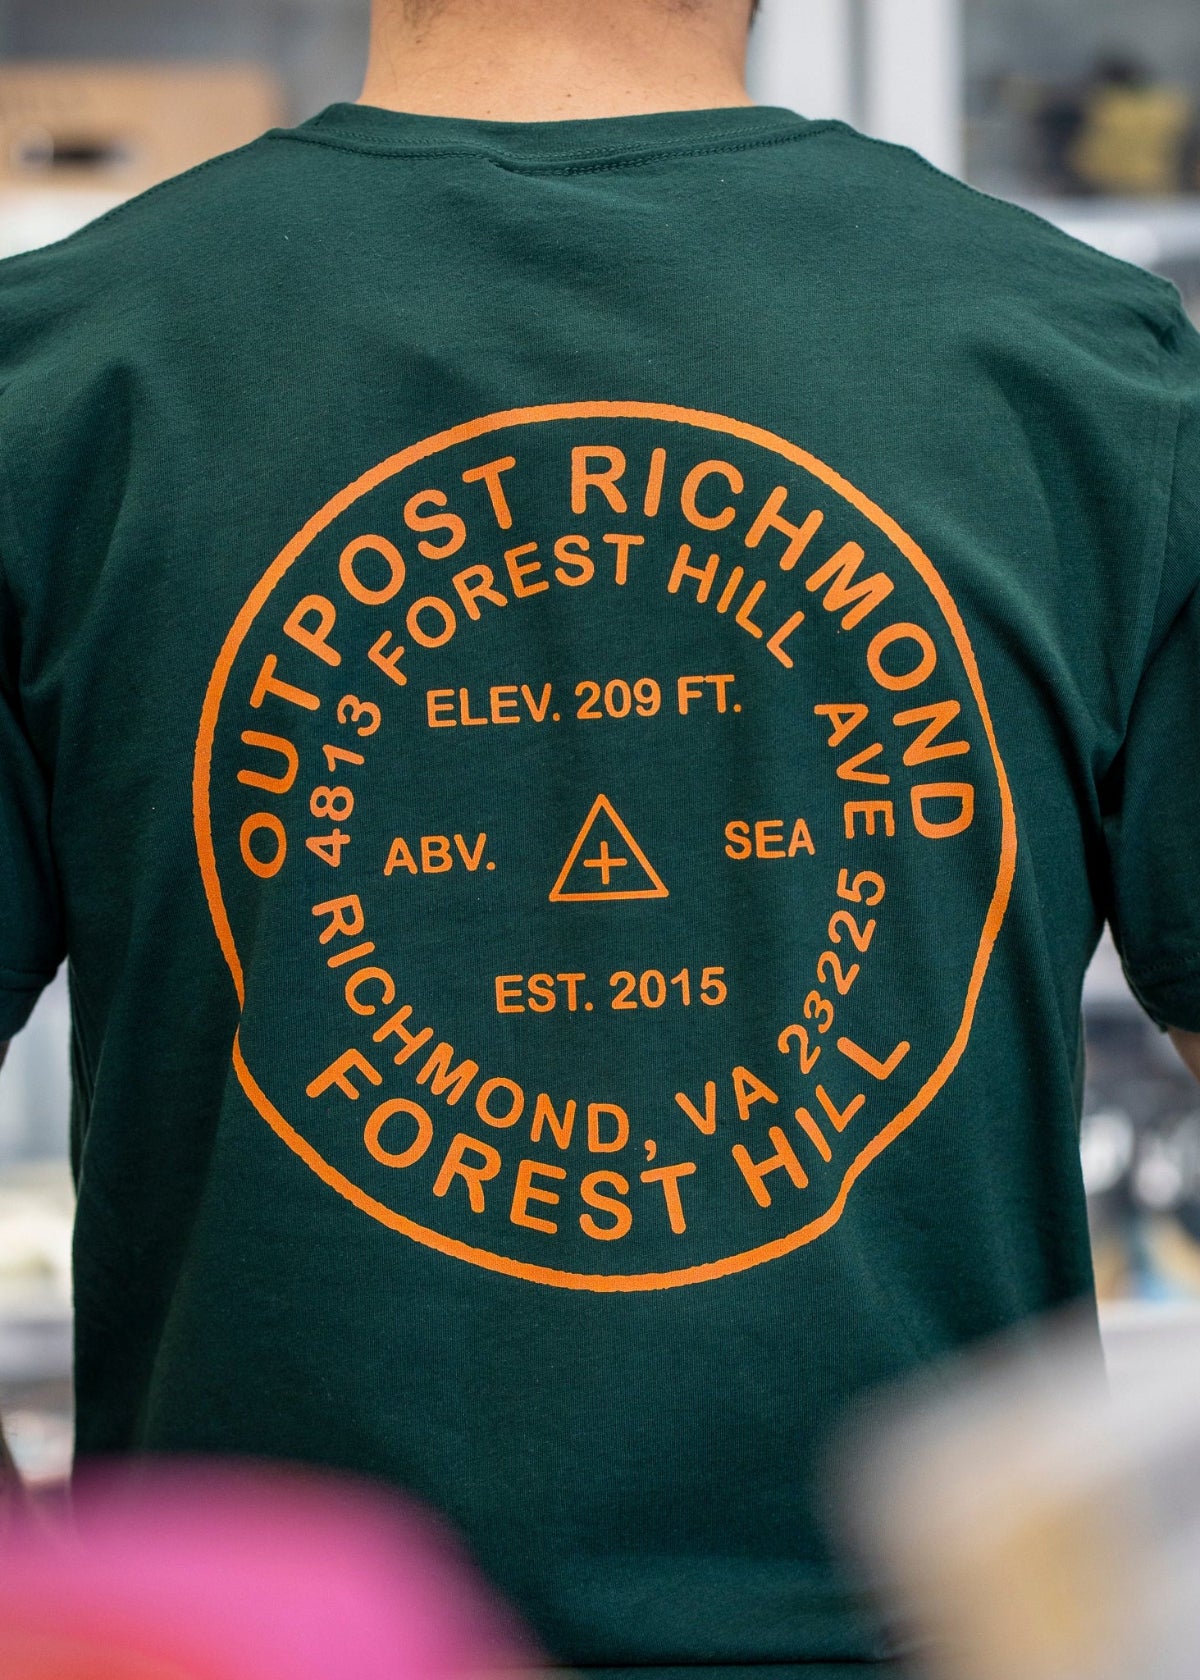 OUTPOST RICHMOND
4813 FOREST HILL AVE
ELEV. 209 FT.
ABV. SEA
EST. 2015
RICHMOND, VA 23225
FOREST HILL